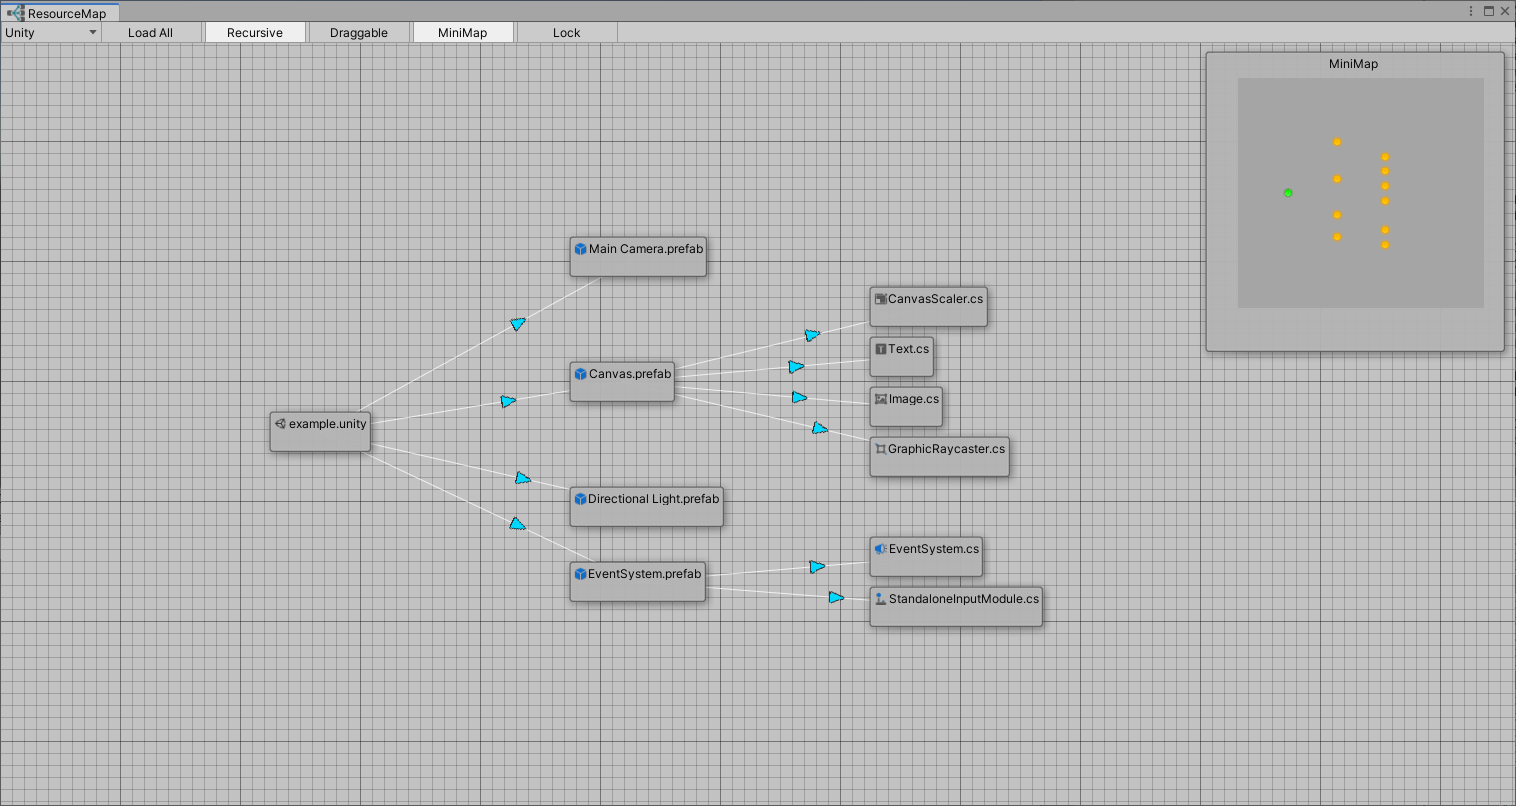 ResourceMap
Unity Load All Recursive Draggable MiniMap Lock
MiniMap
Main Camera.prefab
CanvasScaler.cs
Text.cs
Canvas.prefab
Image.cs
example.unity
GraphicRaycaster.cs
Directional Light.prefab
EventSystem.cs
EventSystem.prefab
StandaloneInputModule.cs